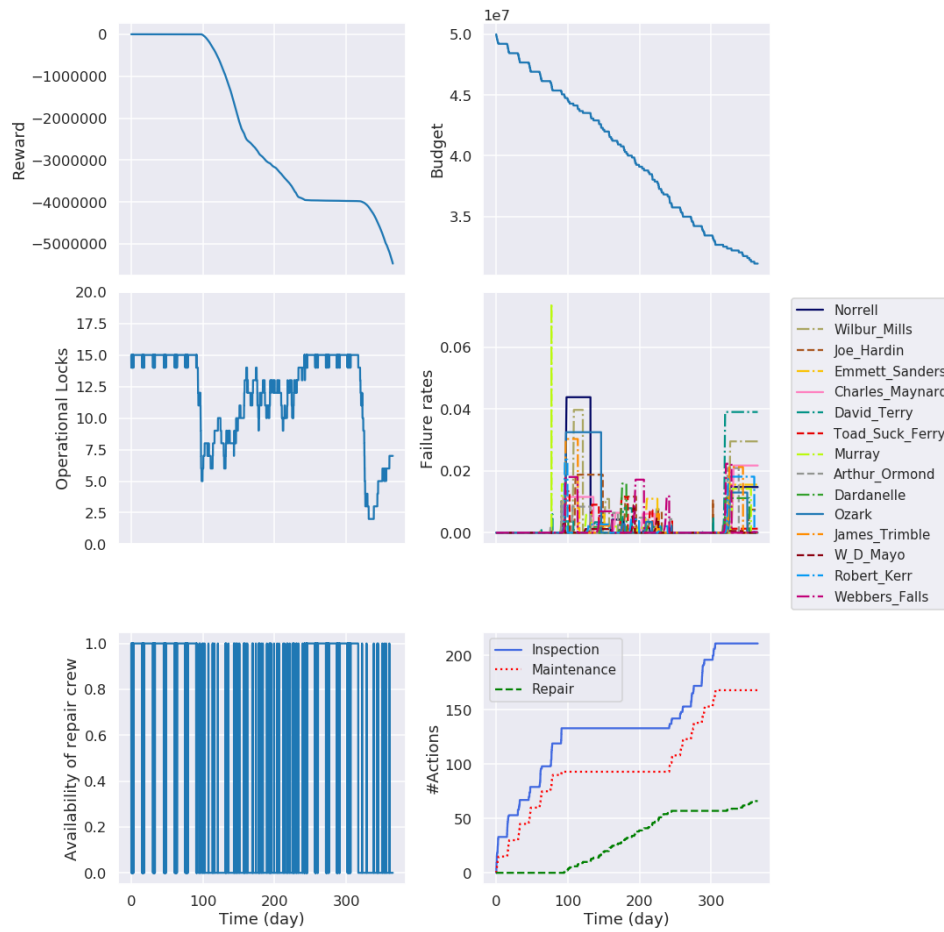 1e7
0
−1000000
−2000000
−3000000
−4000000
−5000000
Reward
5.0
4.5
4.0
3.5
Budget
20.0
17.5
15.0
12.5
10.0
7.5
5.0
2.5
0.0
Operational Locks
0.06
0.04
0.02
0.00
Failure rates
Norrell
Wilbur_Mills
Joe_Hardin
Emmett_Sanders
Charles_Maynard
David_Terry
Toad_Suck_Ferry
Murray
Arthur_Ormond
Dardanelle
Ozark
James_Trimble
W_D_Mayo
Robert_Kerr
Webbers_Falls
1.0
0.8
0.6
0.4
0.2
0.0
Availability of repair crew
0 100 200 300
Time (day)
200
150
100
50
0
#Actions
Inspection
Maintenance
Repair
0 100 200 300
Time (day)